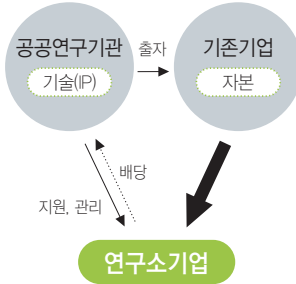 공공연구기관
기술(IP)
출자
기존기업
자본
배당
지원, 관리
연구소기업